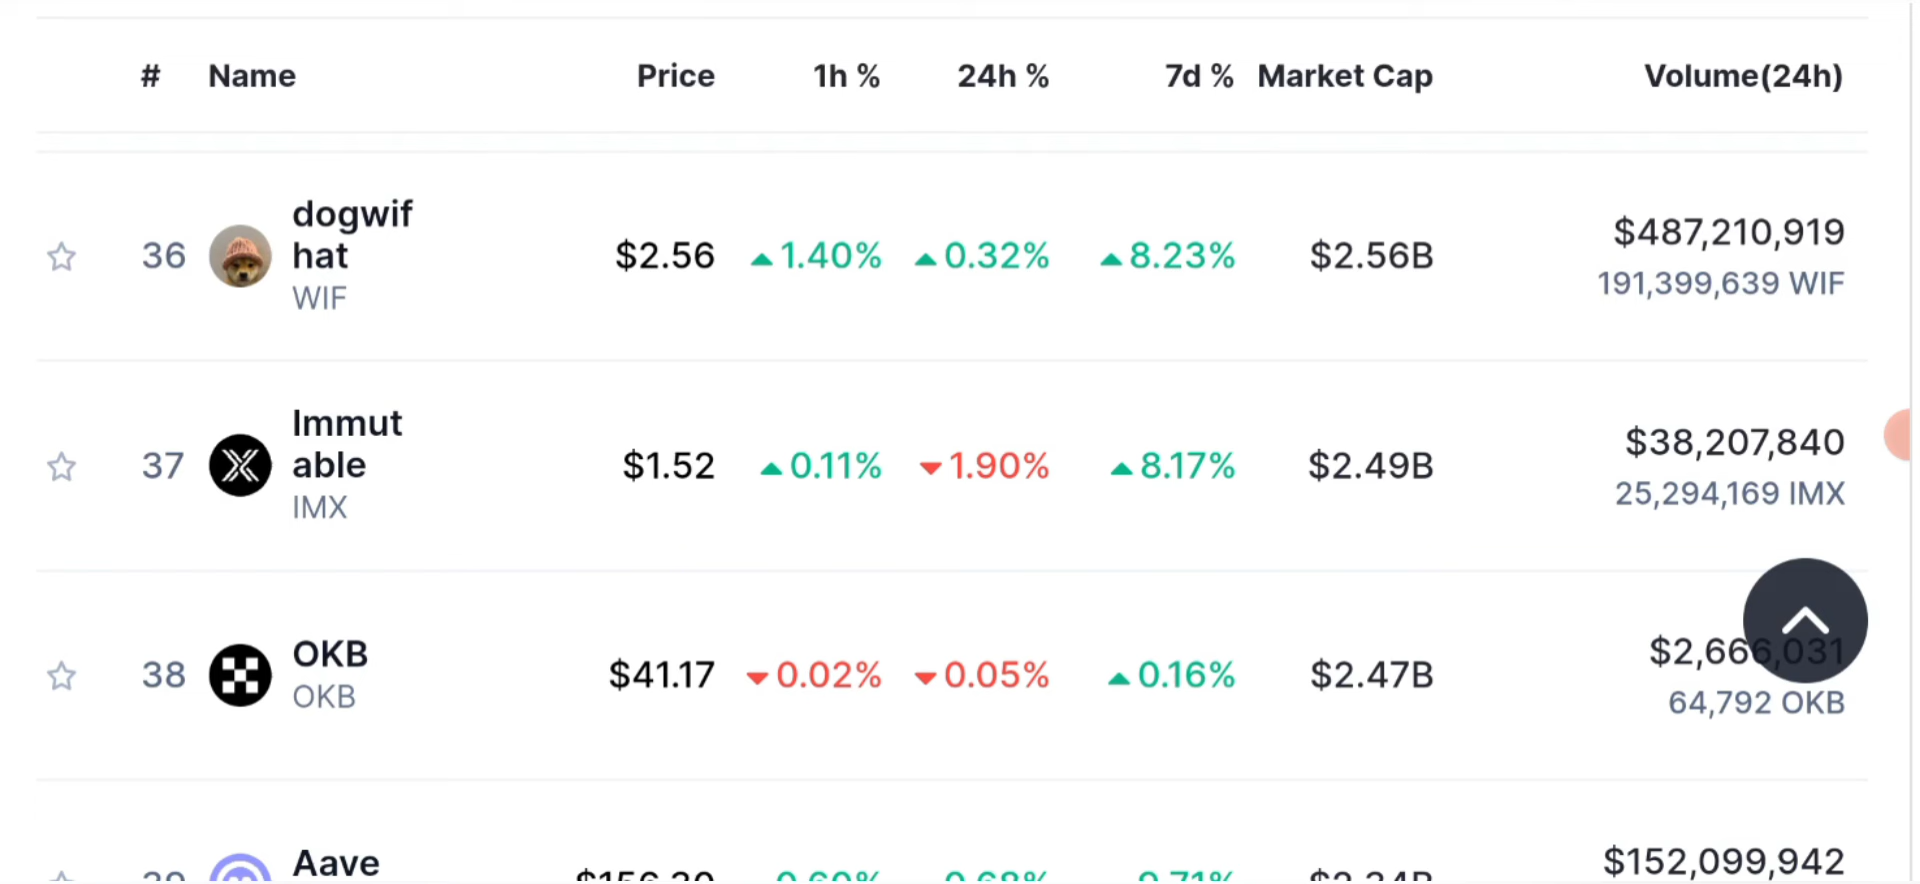 # Name Price 1h % 24h % 7d % Market Cap Volume(24h)
dogwif
hat
WIF
36 $2.56 1.40% 0.32% 8.23% $2.56B
$487,210,919
191,399,639 WIF
Immut
able
IMX
37 $1.52 0.11% 1.90% 8.17% $2.49B
$38,207,840
25,294,169 IMX
OKB
OKB
38 $41.17 0.02% 0.05% 0.16% $2.47B
$2,666,031
64,792 OKB
Aave
$152,099,942